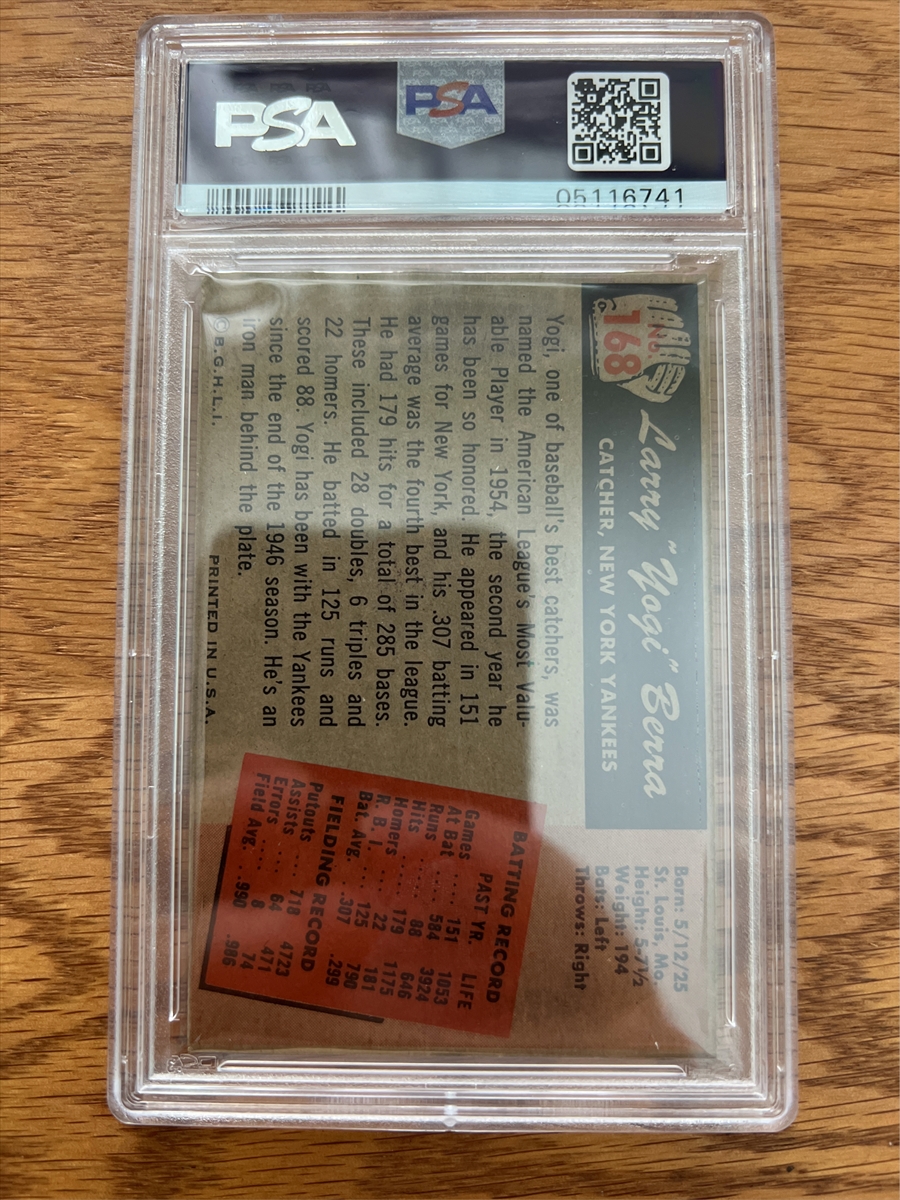 PSA
PSA
05116741
NO.
168
Larry "Yogi" Berra
CATCHER, NEW YORK YANKEES
Born: 5/12/25
St. Louis, Mo.
Height: 5-7½
Weight: 194
Bats: Left
Throws: Right
Yogi, one of baseball's best catchers, was
named the American League's Most Valu-
able Player in 1954, the second year he
has been so honored. He appeared in 151
games for New York, and his .307 batting
average was the fourth best in the league.
He had 179 hits for a total of 285 bases.
These included 28 doubles, 6 triples and
22 homers. He batted in 125 runs and
scored 88. Yogi has been with the Yankees
since the end of the 1946 season. He's an
iron man behind the plate.
©B.G.H.L.I.
PRINTED IN U.S.A.
BATTING RECORD
PAST YR. LIFE
Games .... 151 1053
At Bat .... 584 3924
Runs ..... 88 646
Hits ..... 179 1175
Homers .... 22 181
R. B. I. .... 125 790
Bat. Avg. .. .307 .299
FIELDING RECORD
Putouts ... 718 4723
Assists .... 64 471
Errors .... 8 74
Field Avg. .. .990 .986